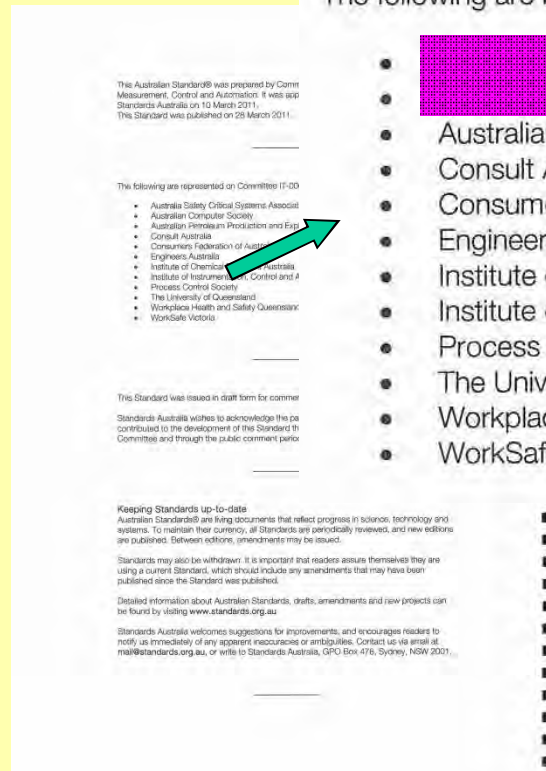 The following are
This Australian Standard® was prepared by Comm
Measurement, Control and Automation. It was app
Standards Australia on 10 March 2011.
This Standard was published on 28 March 2011.
The following are represented on Committee IT-00
• Australia Safety Critical Systems Associat
• Australian Computer Society
• Australian Petroleum Production and Exp
• Consult Australia
• Consumers Federation of Austra
• Engineers Australia
• Institute of Chemical Australia
• Institute of Instrumentation, Control and A
• Process Control Society
• The University of Queensland
• Workplace Health and Safety Queensland
• WorkSafe Victoria
• Australia
• Consult A
• Consume
• Engineer
• Institute
• Institute
• Process
• The Univ
• Workplac
• WorkSaf
This Standard was issued in draft form for commer
Standards Australia wishes to acknowledge the pa
contributed to the development of this Standard th
Committee and through the public comment perio
Keeping Standards up-to-date
Australian Standards® are living documents that reflect progress in science, technology and
systems. To maintain their currency, all Standards are periodically reviewed, and new editions
are published. Between editions, amendments may be issued.
Standards may also be withdrawn. It is important that readers assure themselves they are
using a current Standard, which should include any amendments that may have been
published since the Standard was published.
Detailed information about Australian Standards, drafts, amendments and new projects can
be found by visiting www.standards.org.au
Standards Australia welcomes suggestions for improvements, and encourages readers to
notify us immediately of any apparent inaccuracies or ambiguities. Contact us via email at
mail@standards.org.au, or write to Standards Australia, GPO Box 476, Sydney, NSW 2001.